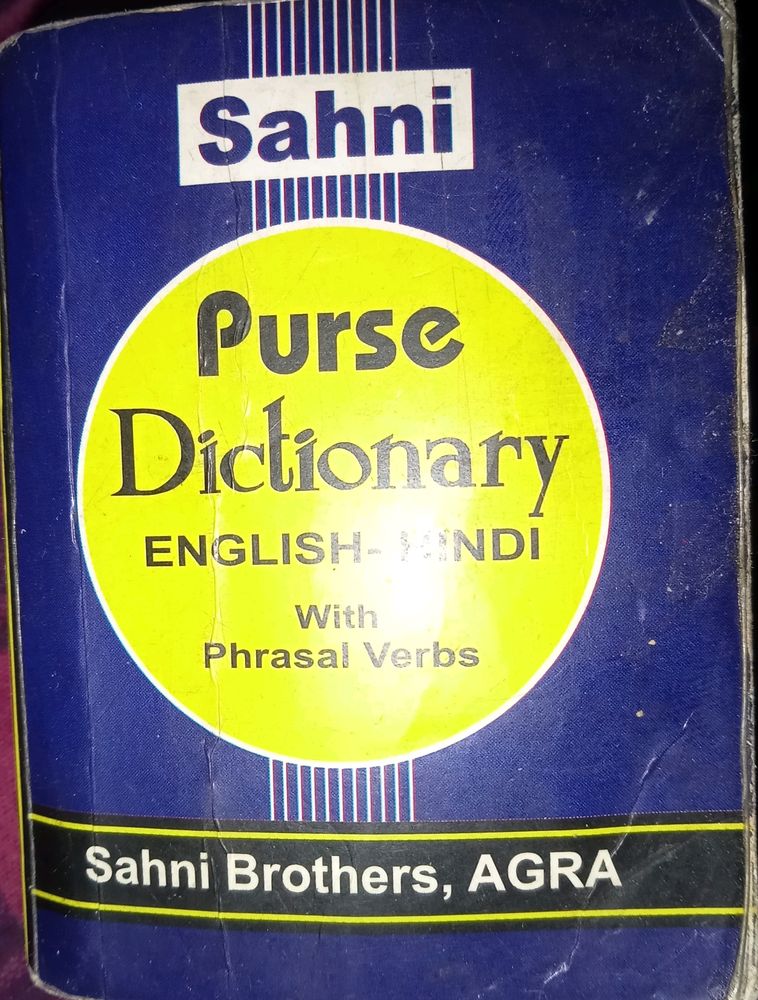 Sahni
Purse
Dictionary
ENGLISH- HINDI
With
Phrasal Verbs
Sahni Brothers, AGRA